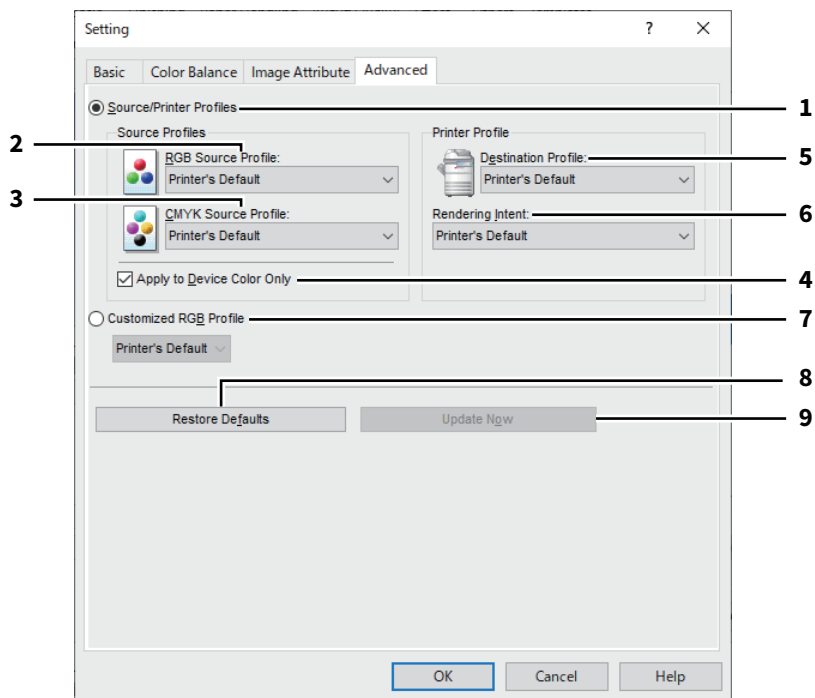 Setting ? ×
Basic Color Balance Image Attribute Advanced
Source/Printer Profiles 1
Source Profiles Printer Profile
2 RGB Source Profile: Destination Profile: 5
Printer's Default Printer's Default
3 CMYK Source Profile: Rendering Intent: 6
Printer's Default Printer's Default
Apply to Device Color Only 4
Customized RGB Profile 7
Printer's Default
8
Restore Defaults Update Now 9
OK Cancel Help